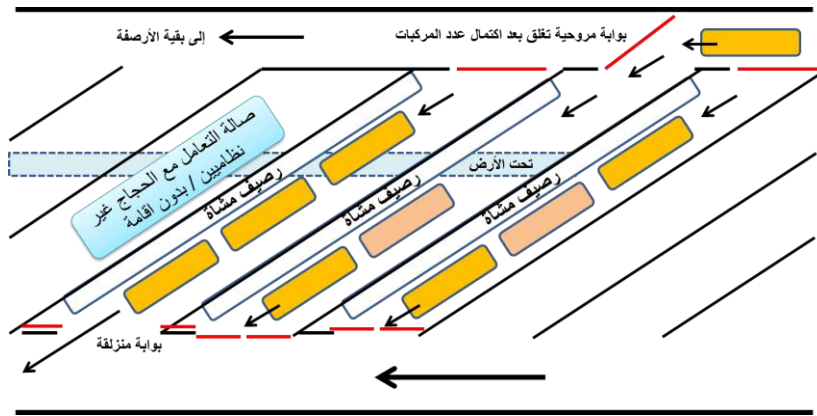 إلى بقية الأرصفة
بوابة مروحية تغلق بعد اكتمال عدد المركبات
صالة التعامل مع الحجاج غير
نظاميين / بدون اقامة
تحت الأرض
رصيف مشاة
رصيف مشاة
رصيف مشاة
بوابة منزلقة